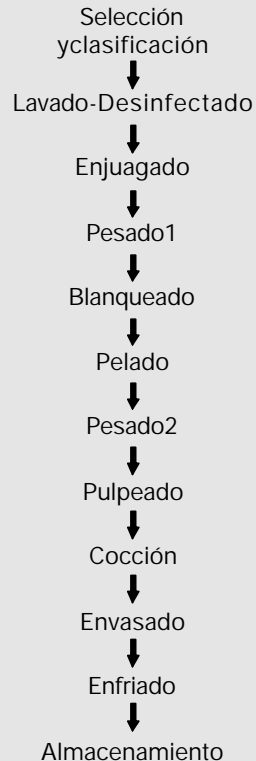 Selección
yclasificación
Lavado-Desinfectado
Enjuagado
Pesado1
Blanqueado
Pelado
Pesado2
Pulpeado
Cocción
Envasado
Enfriado
Almacenamiento